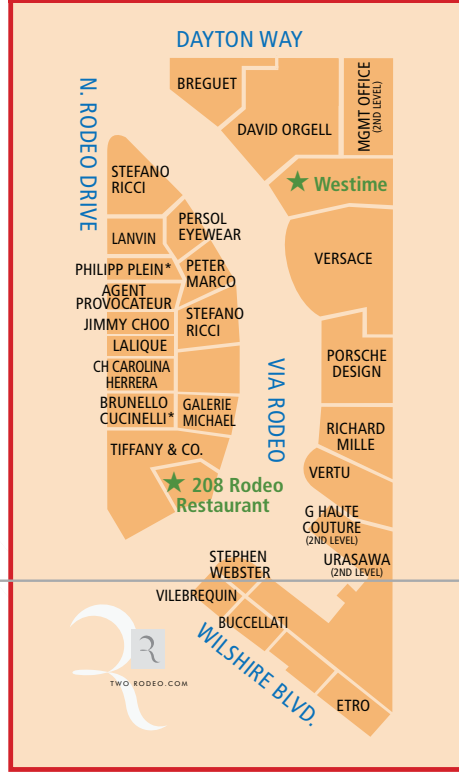 DAYTON WAY
N. RODEO DRIVE
BREGUET
DAVID ORGELL
MGMT OFFICE
(2ND LEVEL)
★ Westime
STEFANO
RICCI
LANVIN
PERSOL
EYEWEAR
PHILIPP PLEIN*
PETER
MARCO
VERSACE
AGENT
PROVOCATEUR
JIMMY CHOO
STEFANO
RICCI
LALIQUE
CH CAROLINA
HERRERA
VIA RODEO
PORSCHE
DESIGN
BRUNELLO
CUCINELLI*
GALERIE
MICHAEL
RICHARD
MILLE
TIFFANY & CO.
VERTU
★ 208 Rodeo
Restaurant
G HAUTE
COUTURE
(2ND LEVEL)
URASAWA
(2ND LEVEL)
STEPHEN
WEBSTER
VILEBREQUIN
BUCCELLATI
WILSHIRE BLVD.
ETRO
R
TWO RODEO.COM